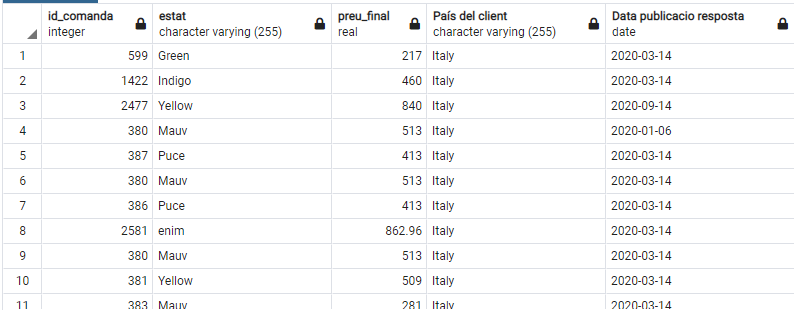 id_comanda estat preu_final País del client Data publicacio resposta
integer character varying (255) real character varying (255) date
1 599 Green 217 Italy 2020-03-14
2 1422 Indigo 460 Italy 2020-03-14
3 2477 Yellow 840 Italy 2020-09-14
4 380 Mauv 513 Italy 2020-01-06
5 387 Puce 413 Italy 2020-03-14
6 380 Mauv 513 Italy 2020-03-14
7 386 Puce 413 Italy 2020-03-14
8 2581 enim 862.96 Italy 2020-03-14
9 380 Mauv 513 Italy 2020-03-14
10 381 Yellow 509 Italy 2020-03-14
11 383 Mauv 281 Italy 2020-03-14